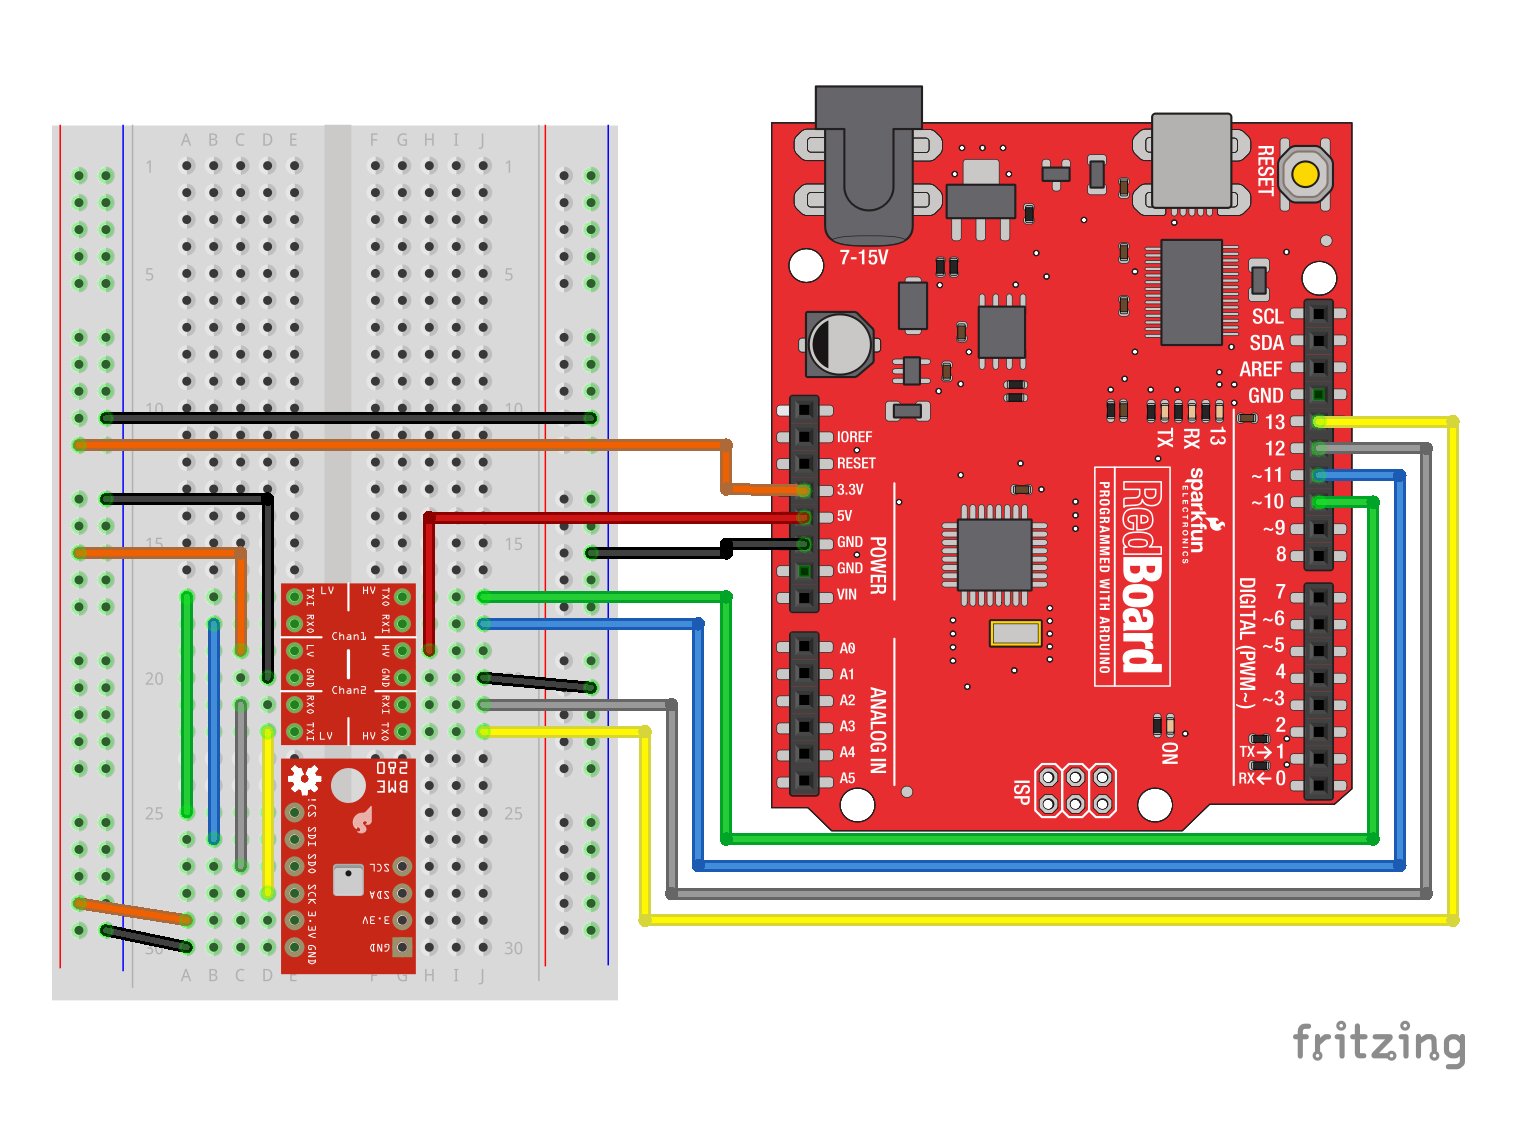 A B C D E F G H I J
1 1
5 5
10 10
15 15
20 20
25 25
30 30
A B C D E F G H I J
LV HV
TXI TXO
RXO RXI
Chan1
LV HV
GND GND
Chan2
RXO RXI
TXI TXO
LV HV
BME
280
!CS
SDI
SDO
SCK
3.3V
GND
SCL
SDA
3.3V
GND
7-15V
RESET
IOREF
RESET
3.3V
5V
GND
GND
VIN
POWER
A0
A1
A2
A3
A4
A5
ANALOG IN
SCL
SDA
AREF
GND
13
12
~11
~10
~9
8
7
~6
~5
4
~3
2
TX→1
RX←0
DIGITAL (PWM~)
TX
RX
13
sparkfun
ELECTRONICS
RedBoard
PROGRAMMED WITH ARDUINO
ON
ISP
fritzing